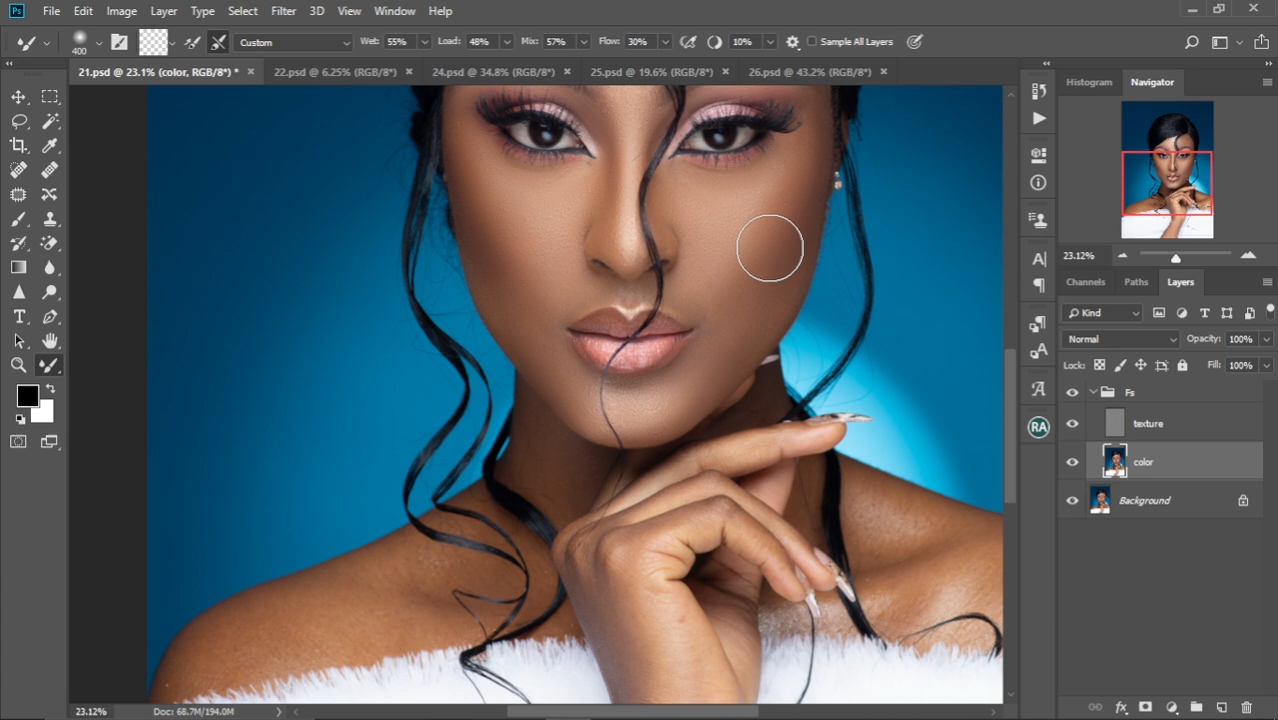 Ps File Edit Image Layer Type Select Filter 3D View Window Help
400 Custom Wet: 55% Load: 48% Mix: 57% Flow: 30% 10% Sample All Layers
21.psd @ 23.1% (color, RGB/8*) * × 22.psd @ 6.25% (RGB/8*) × 24.psd @ 34.8% (RGB/8*) × 25.psd @ 19.6% (RGB/8*) × 26.psd @ 43.2% (RGB/8*) ×
Histogram Navigator
23.12%
Channels Paths Layers
Kind
Normal Opacity: 100%
Lock: Fill: 100%
Fs
texture
color
Background
RA
23.12% Doc: 68.7M/194.0M